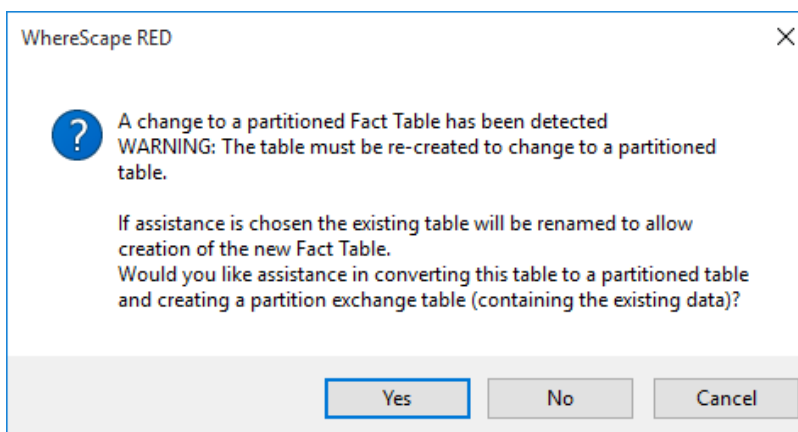 WhereScape RED
A change to a partitioned Fact Table has been detected
WARNING: The table must be re-created to change to a partitioned
table.
If assistance is chosen the existing table will be renamed to allow
creation of the new Fact Table.
Would you like assistance in converting this table to a partitioned table
and creating a partition exchange table (containing the existing data)?
Yes No Cancel